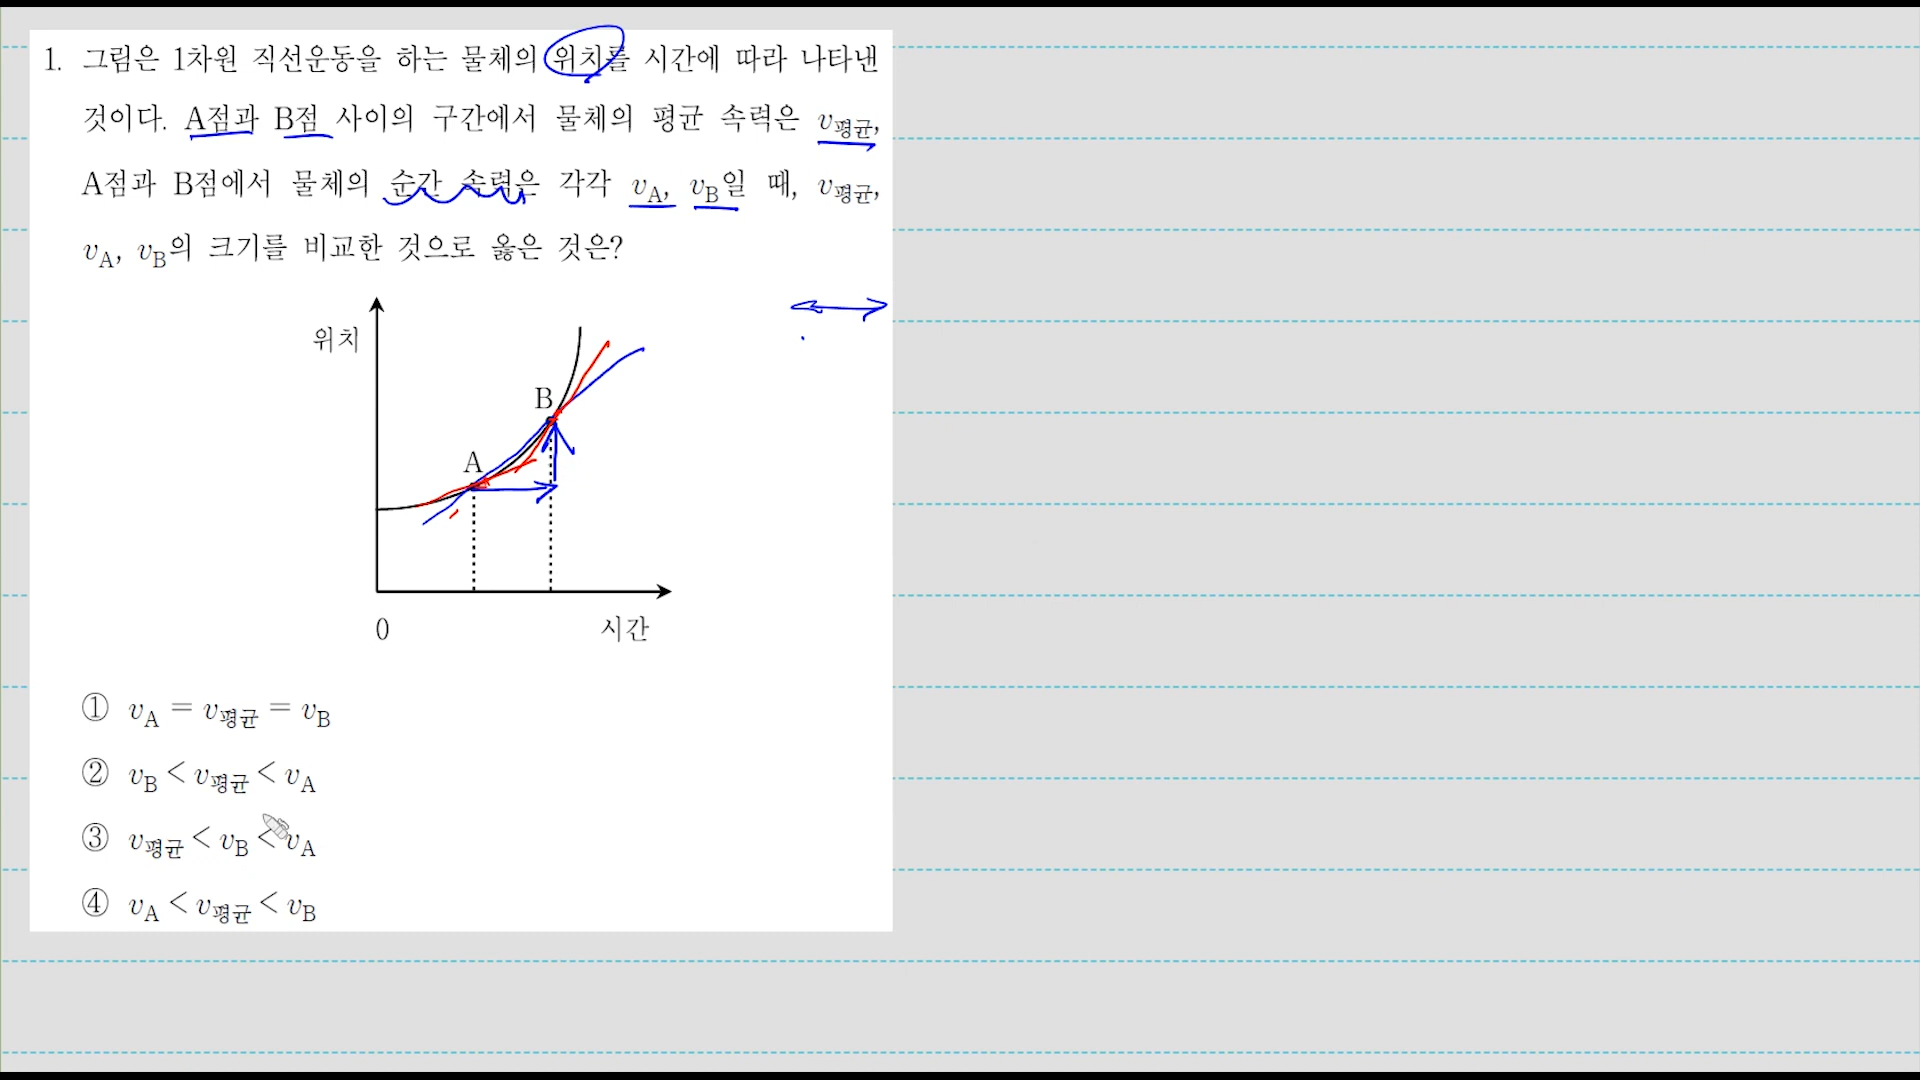 1. 그림은 1차원 직선운동을 하는 물체의 위치를 시간에 따라 나타낸
것이다. A점과 B점 사이의 구간에서 물체의 평균 속력은 v평균,
A점과 B점에서 물체의 순간 속력은 각각 vA, vB일 때, v평균,
vA, vB의 크기를 비교한 것으로 옳은 것은?
위치
B
A
0
시간
① vA = v평균 = vB
② vB < v평균 < vA
③ v평균 < vB < vA
④ vA < v평균 < vB